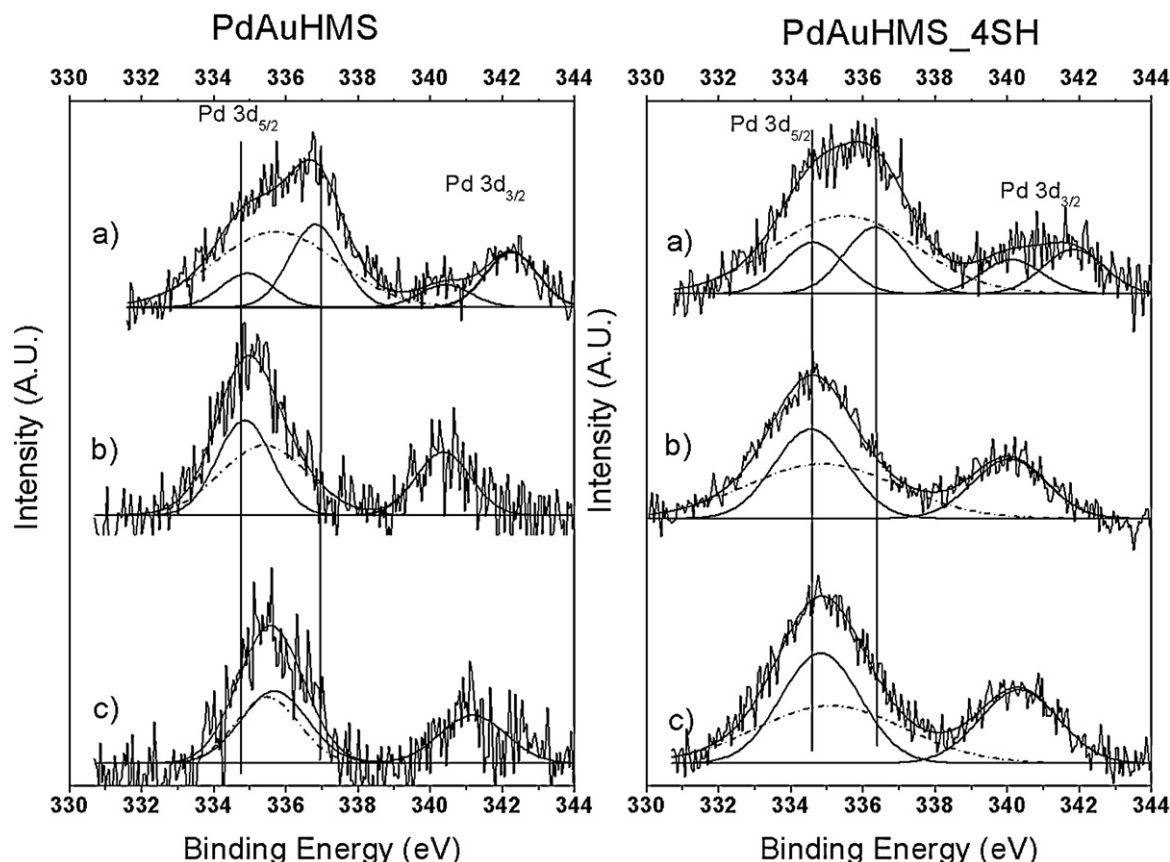 PdAuHMS
330 332 334 336 338 340 342 344
Pd 3d5/2
Pd 3d3/2
a)
b)
c)
Intensity (A.U.)
330 332 334 336 338 340 342 344
Binding Energy (eV)
PdAuHMS_4SH
330 332 334 336 338 340 342 344
Pd 3d5/2
Pd 3d3/2
a)
b)
c)
Intensity (A.U.)
330 332 334 336 338 340 342 344
Binding Energy (eV)